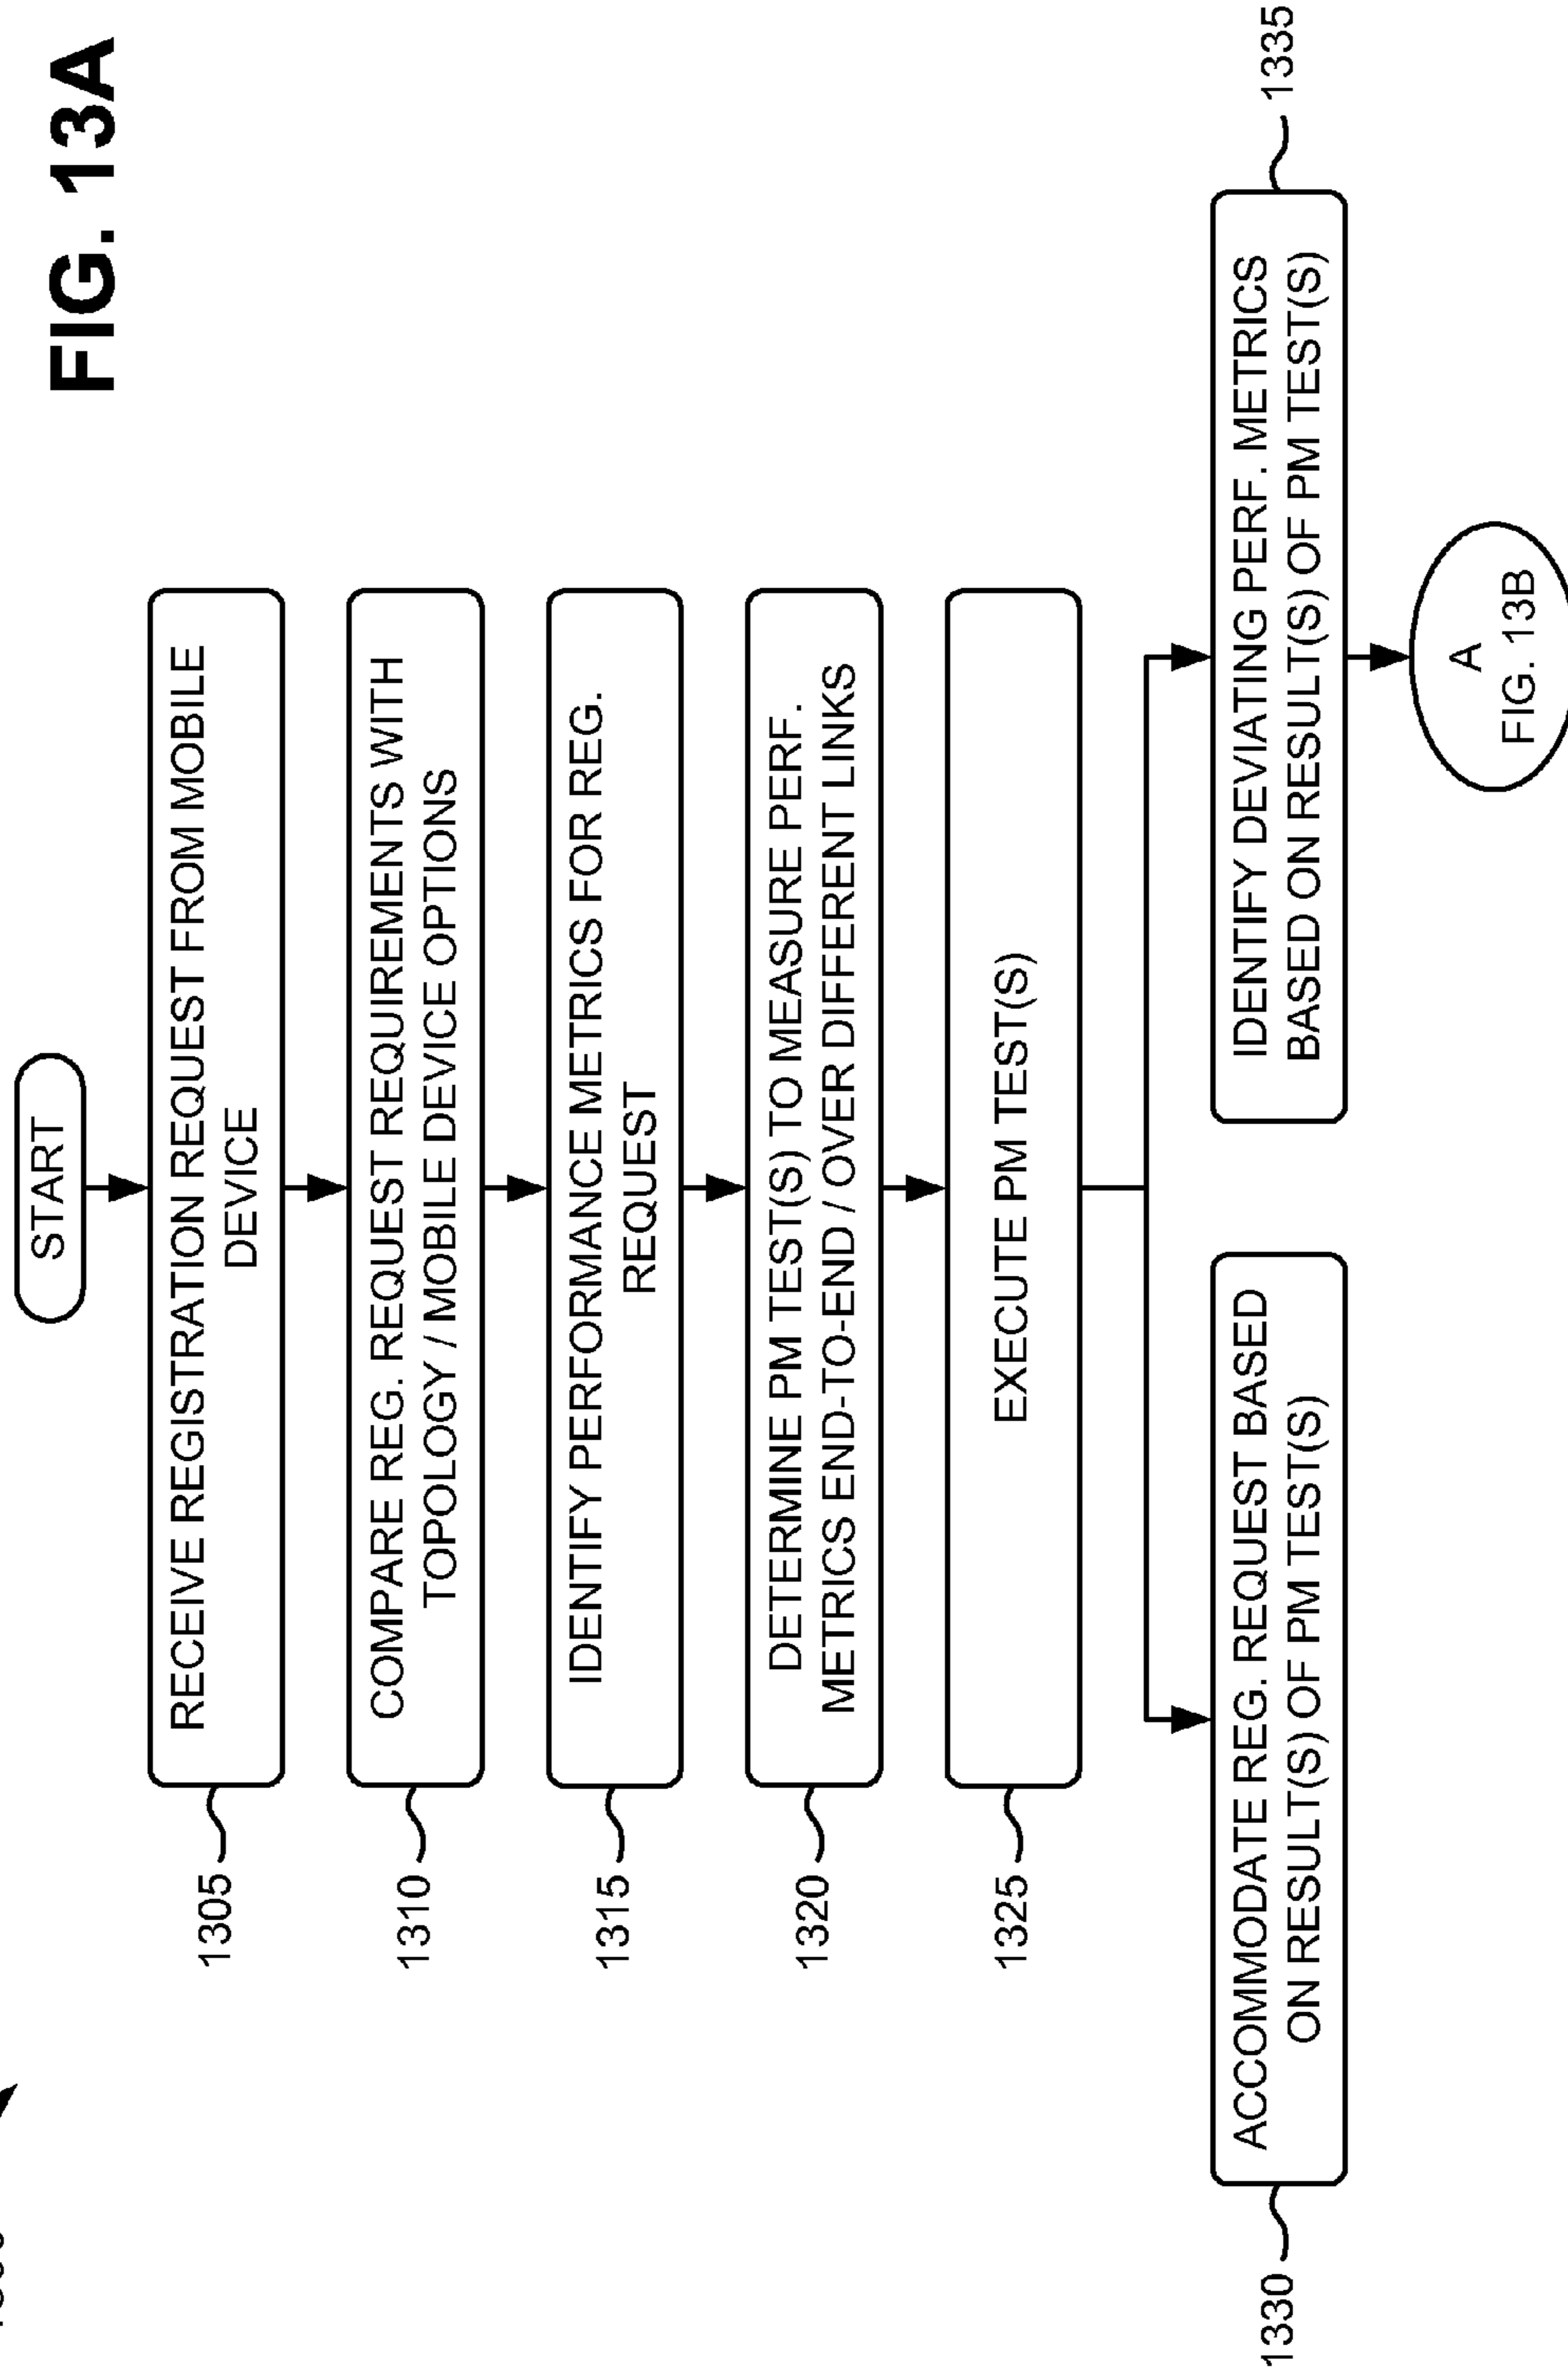 FIG. 13A
START
1305
RECEIVE REGISTRATION REQUEST FROM MOBILE
DEVICE
1310
COMPARE REG. REQUEST REQUIREMENTS WITH
TOPOLOGY / MOBILE DEVICE OPTIONS
1315
IDENTIFY PERFORMANCE METRICS FOR REG.
REQUEST
1320
DETERMINE PM TEST(S) TO MEASURE PERF.
METRICS END-TO-END / OVER DIFFERENT LINKS
1325
EXECUTE PM TEST(S)
1330
ACCOMMODATE REG. REQUEST BASED
ON RESULT(S) OF PM TEST(S)
IDENTIFY DEVIATING PERF. METRICS
BASED ON RESULT(S) OF PM TEST(S)
1335
A
FIG. 13B